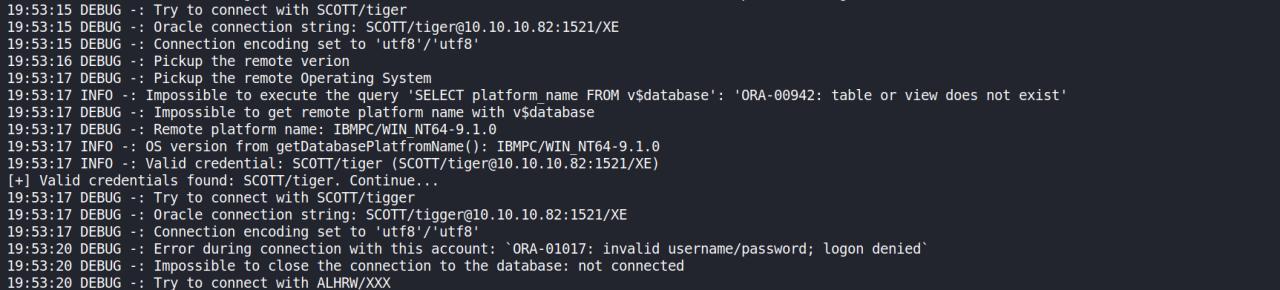 19:53:15 DEBUG -: Try to connect with SCOTT/tiger
19:53:15 DEBUG -: Oracle connection string: SCOTT/tiger@10.10.10.82:1521/XE
19:53:15 DEBUG -: Connection encoding set to 'utf8'/'utf8'
19:53:16 DEBUG -: Pickup the remote verion
19:53:17 DEBUG -: Pickup the remote Operating System
19:53:17 INFO -: Impossible to execute the query 'SELECT platform_name FROM v$database': 'ORA-00942: table or view does not exist'
19:53:17 DEBUG -: Impossible to get remote platform name with v$database
19:53:17 DEBUG -: Remote platform name: IBMPC/WIN_NT64-9.1.0
19:53:17 INFO -: OS version from getDatabasePlatfromName(): IBMPC/WIN_NT64-9.1.0
19:53:17 INFO -: Valid credential: SCOTT/tiger (SCOTT/tiger@10.10.10.82:1521/XE)
[+] Valid credentials found: SCOTT/tiger. Continue...
19:53:17 DEBUG -: Try to connect with SCOTT/tigger
19:53:17 DEBUG -: Oracle connection string: SCOTT/tigger@10.10.10.82:1521/XE
19:53:17 DEBUG -: Connection encoding set to 'utf8'/'utf8'
19:53:20 DEBUG -: Error during connection with this account: `ORA-01017: invalid username/password; logon denied`
19:53:20 DEBUG -: Impossible to close the connection to the database: not connected
19:53:20 DEBUG -: Try to connect with ALHRW/XXX